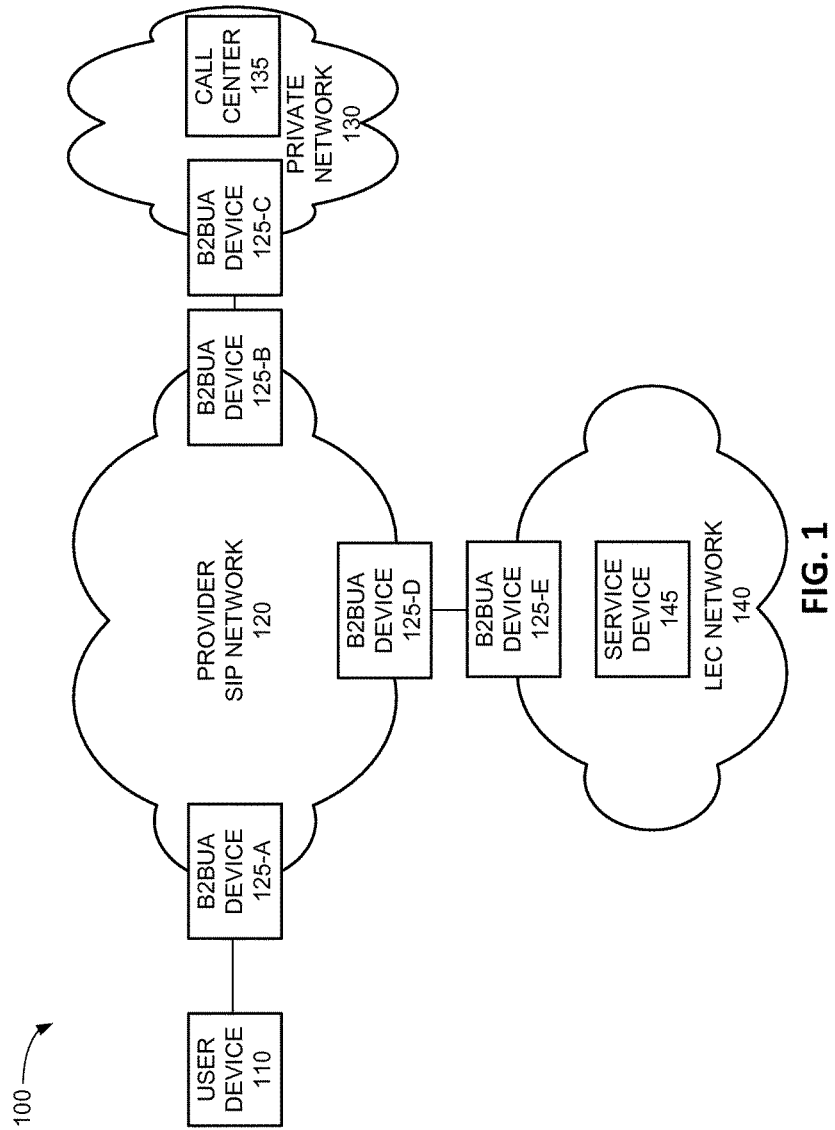 100
USER
DEVICE
110
B2BUA
DEVICE
125-A
PROVIDER
SIP NETWORK
120
B2BUA
DEVICE
125-B
B2BUA
DEVICE
125-C
CALL
CENTER
135
PRIVATE
NETWORK
130
B2BUA
DEVICE
125-D
B2BUA
DEVICE
125-E
SERVICE
DEVICE
145
LEC NETWORK
140
FIG. 1